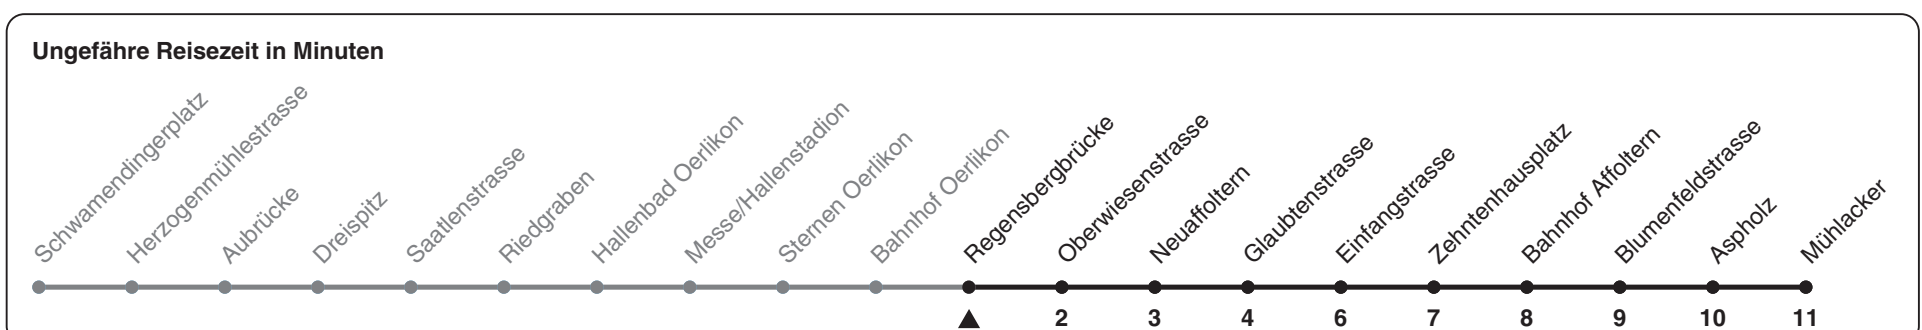 Ungefähre Reisezeit in Minuten
Schwamendingerplatz
Herzogenmühlestrasse
Aubrücke
Dreispitz
Saatlenstrasse
Riedgraben
Hallenbad Oerlikon
Messe/Hallenstadion
Sternen Oerlikon
Bahnhof Oerlikon
Regensbergbrücke
Oberwiesenstrasse
Neuaffoltern
Glaubtenstrasse
Einfangstrasse
Zehntenhausplatz
Bahnhof Affoltern
Blumenfeldstrasse
Aspholz
Mühlacker
2 3 4 6 7 8 9 10 11